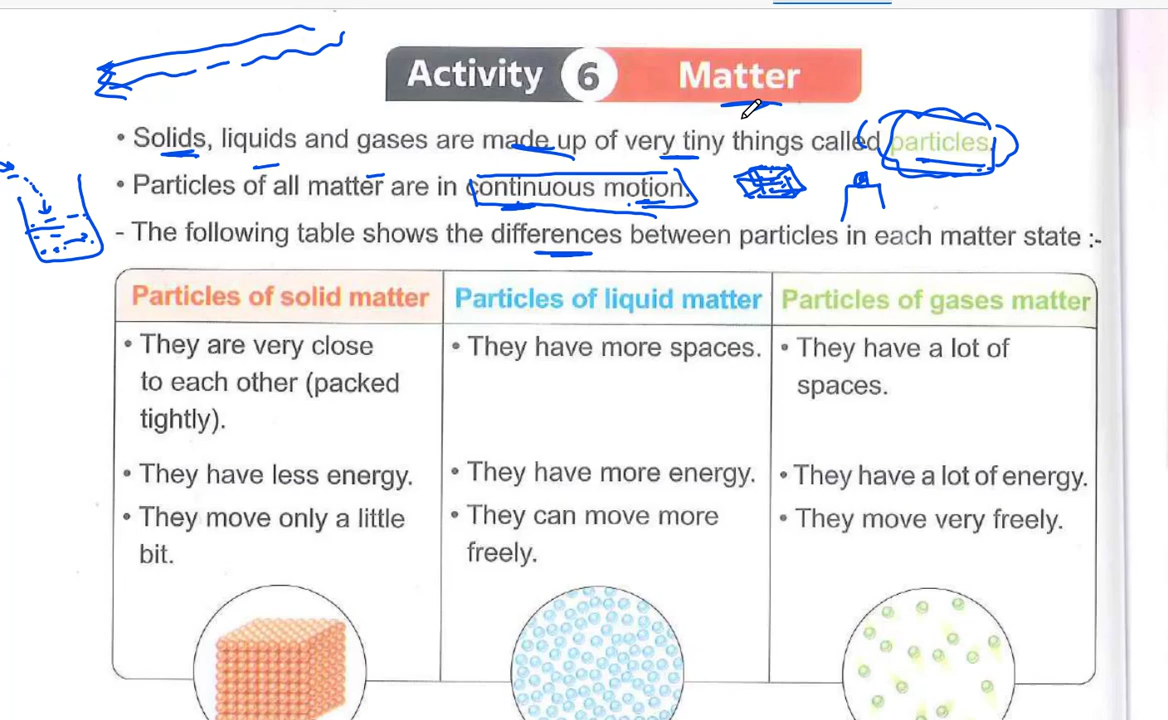 Activity 6 Matter
• Solids, liquids and gases are made up of very tiny things called particles.
• Particles of all matter are in continuous motion.
- The following table shows the differences between particles in each matter state :-
Particles of solid matter
• They are very close
to each other (packed
tightly).
• They have less energy.
• They move only a little
bit.
Particles of liquid matter
• They have more spaces.
• They have more energy.
• They can move more
freely.
Particles of gases matter
• They have a lot of
spaces.
• They have a lot of energy.
• They move very freely.